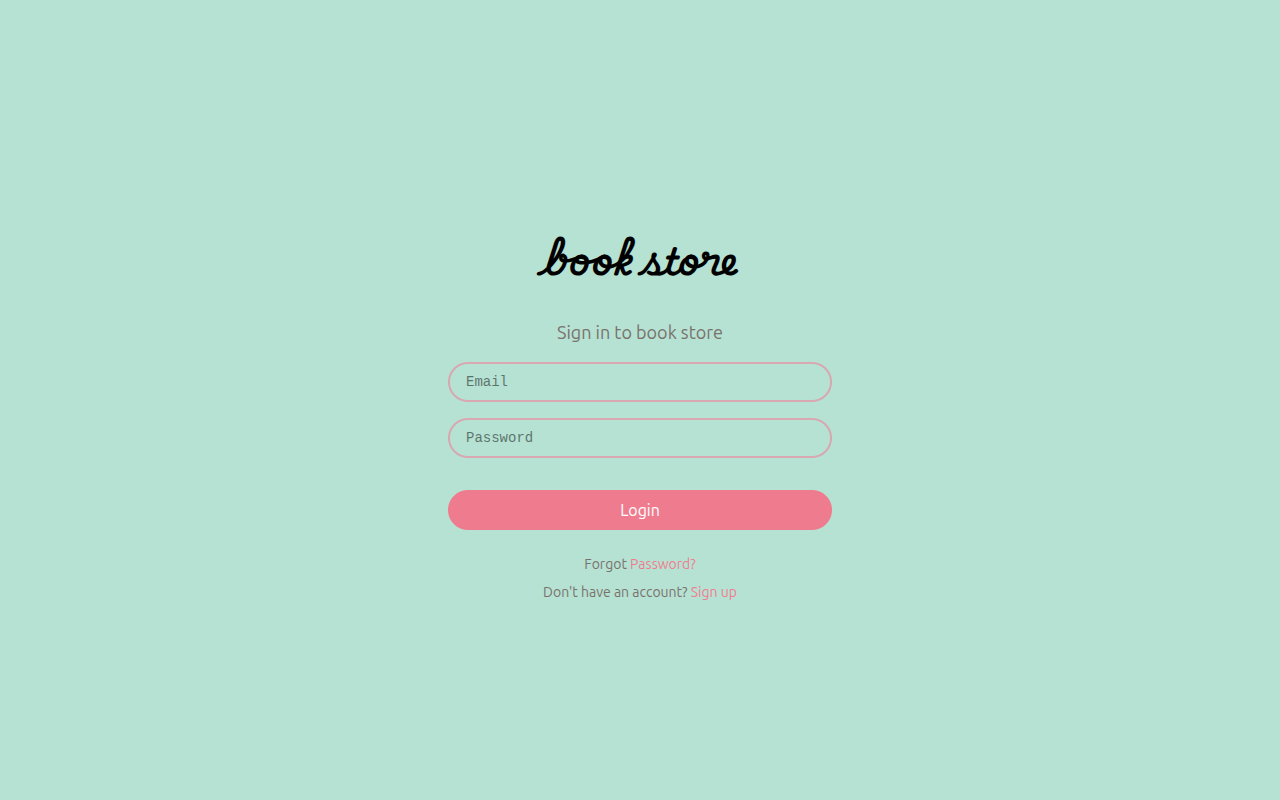 book store
Sign in to book store
Email
Password
Login
Forgot Password?
Don't have an account? Sign up